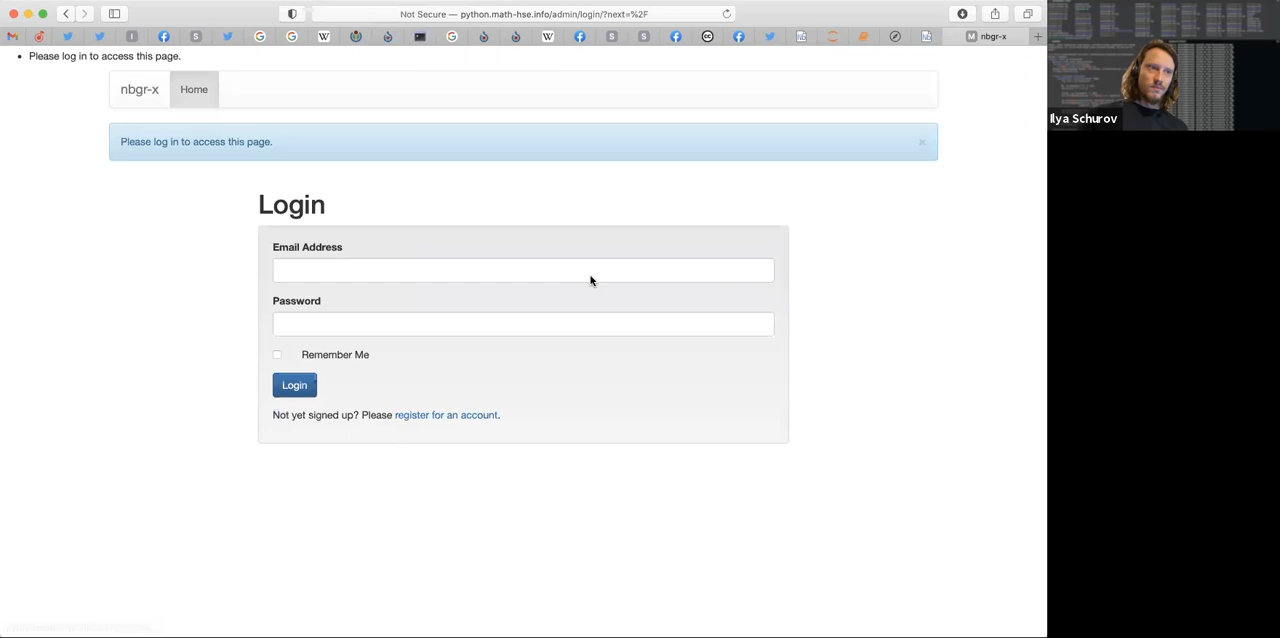 Not Secure — python.math-hse.info/admin/login/?next=%2F
nbgr-x
Please log in to access this page.
nbgr-x
Home
Please log in to access this page.
×
Login
Email Address
Password
Remember Me
Login
Not yet signed up? Please register for an account.
Ilya Schurov